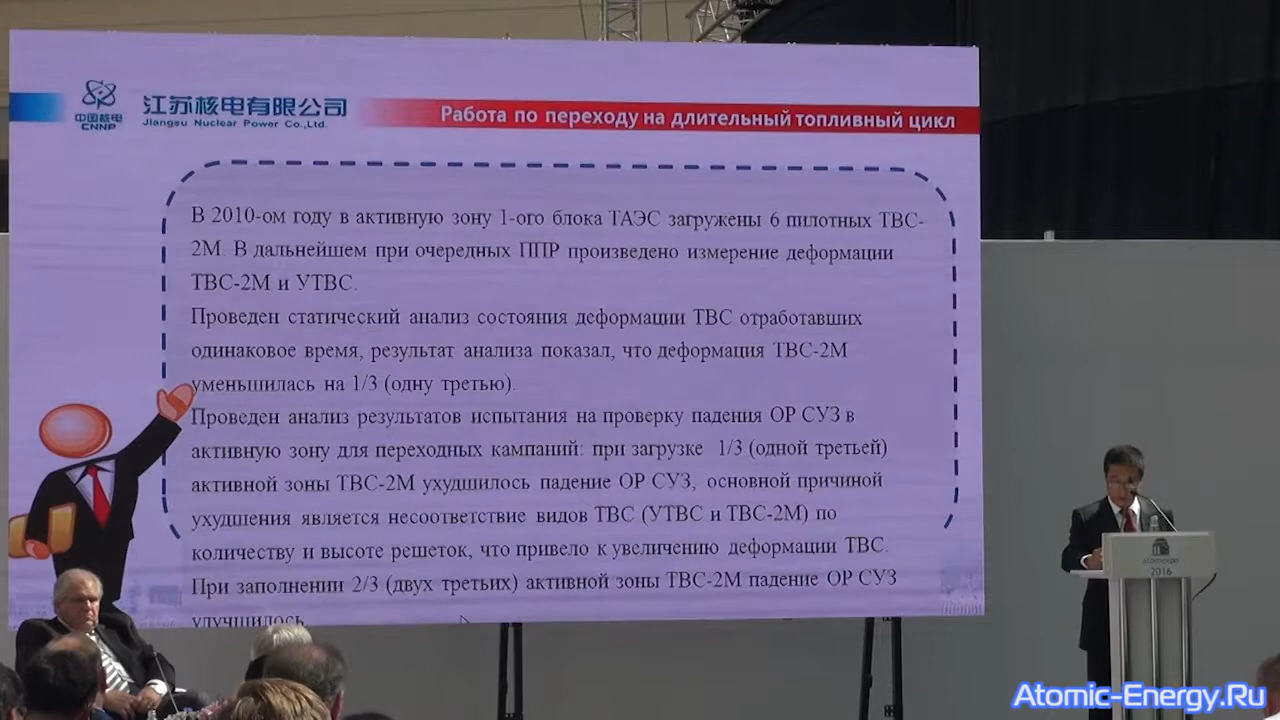 中国核电
CNNP
江苏核电有限公司
Jiangsu Nuclear Power Co.,Ltd.
Работа по переходу на длительный топливный цикл
В 2010-ом году в активную зону 1-ого блока ТАЭС загружены 6 пилотных ТВС-
2М. В дальнейшем при очередных ППР произведено измерение деформации
ТВС-2М и УТВС.
Проведен статический анализ состояния деформации ТВС отработавших
одинаковое время, результат анализа показал, что деформация ТВС-2М
уменьшилась на 1/3 (одну третью).
Проведен анализ результатов испытания на проверку падения ОР СУЗ в
активную зону для переходных кампаний: при загрузке 1/3 (одной третьей)
активной зоны ТВС-2М ухудшилось падение ОР СУЗ, основной причиной
ухудшения является несоответствие видов ТВС (УТВС и ТВС-2М) по
количеству и высоте решеток, что привело к увеличению деформации ТВС.
При заполнении 2/3 (двух третьих) активной зоны ТВС-2М падение ОР СУЗ
улучшилось
ATOMEXPO
2016
Atomic-Energy.Ru